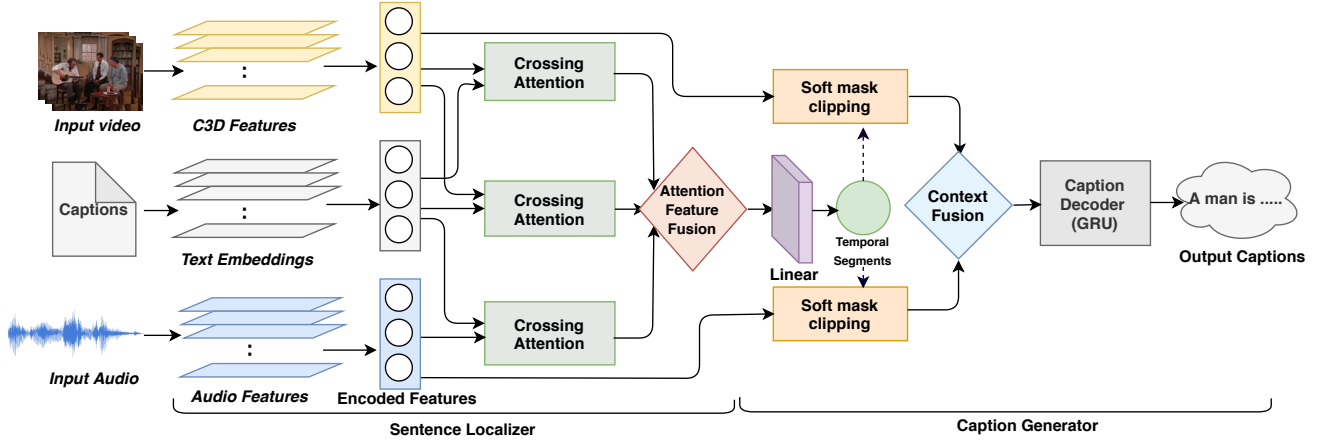 Input video
C3D Features
Captions
Text Embeddings
Input Audio
Audio Features
Encoded Features
Crossing
Attention
Crossing
Attention
Crossing
Attention
Attention
Feature
Fusion
Sentence Localizer
Linear
Soft mask
clipping
Temporal
Segments
Soft mask
clipping
Context
Fusion
Caption
Decoder
(GRU)
A man is .....
Output Captions
Caption Generator